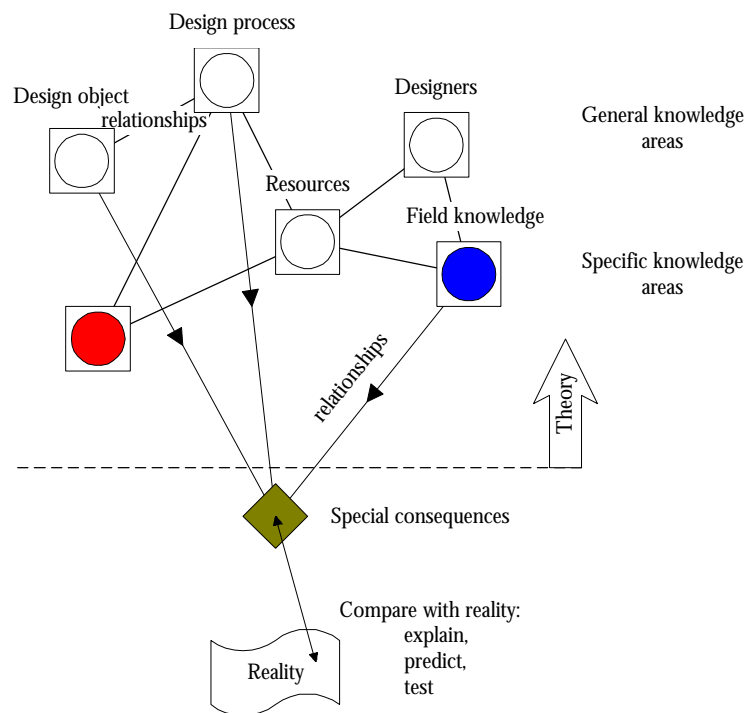 Design process
Design object
relationships
Designers
General knowledge
areas
Resources
Field knowledge
Specific knowledge
areas
relationships
Theory
Special consequences
Compare with reality:
explain,
predict,
test
Reality